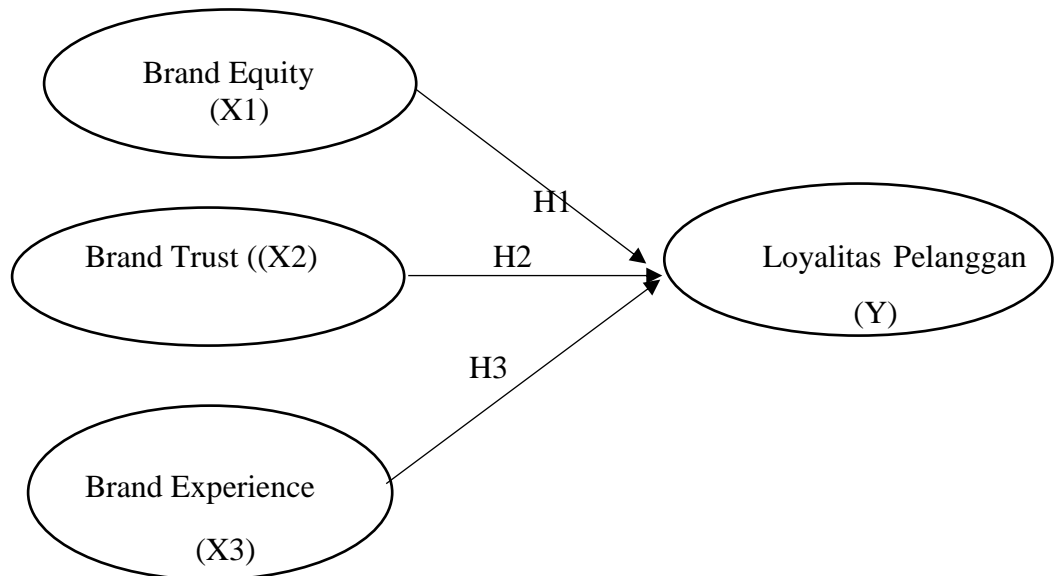 Brand Equity
(X1)
H1
Brand Trust ((X2)
H2
Loyalitas Pelanggan
(Y)
H3
Brand Experience
(X3)